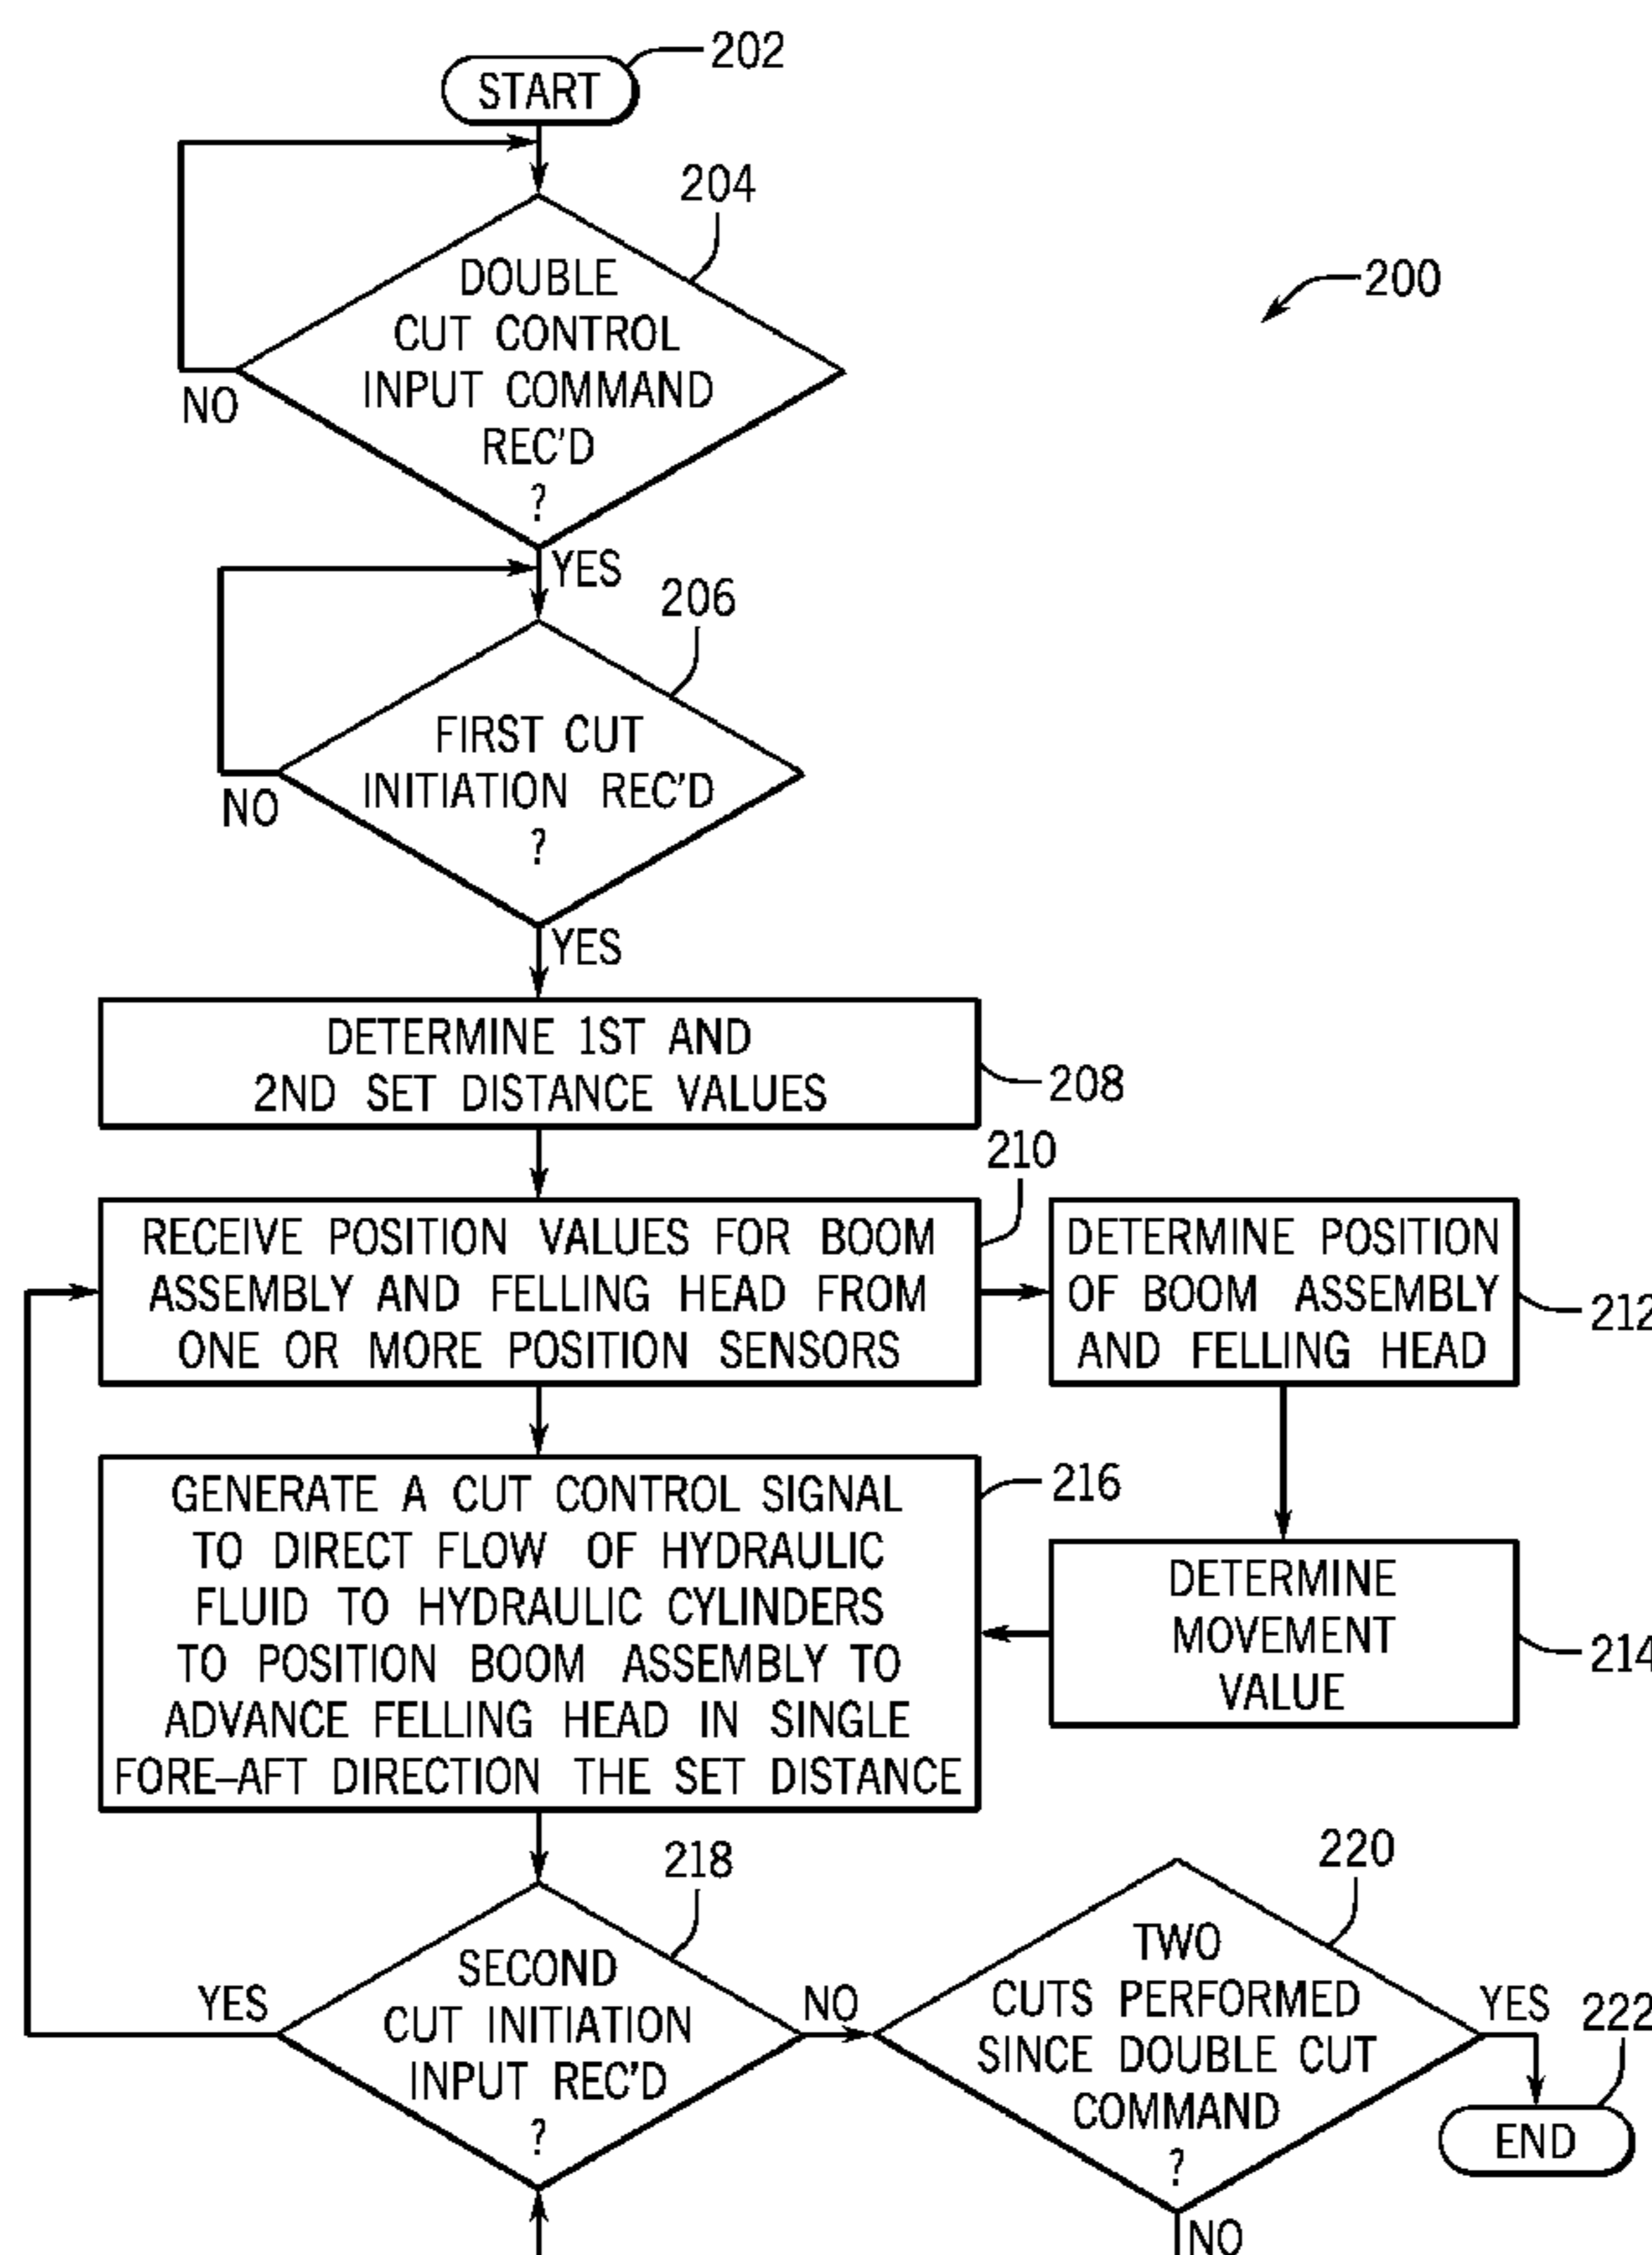 202
START
204
DOUBLE
CUT CONTROL
INPUT COMMAND
REC'D
?
200
NO
YES
206
FIRST CUT
INITIATION REC'D
?
NO
YES
DETERMINE 1ST AND
2ND SET DISTANCE VALUES
208
210
RECEIVE POSITION VALUES FOR BOOM
ASSEMBLY AND FELLING HEAD FROM
ONE OR MORE POSITION SENSORS
DETERMINE POSITION
OF BOOM ASSEMBLY
AND FELLING HEAD
212
GENERATE A CUT CONTROL SIGNAL
TO DIRECT FLOW OF HYDRAULIC
FLUID TO HYDRAULIC CYLINDERS
TO POSITION BOOM ASSEMBLY TO
ADVANCE FELLING HEAD IN SINGLE
FORE–AFT DIRECTION THE SET DISTANCE
216
DETERMINE
MOVEMENT
VALUE
214
218
SECOND
CUT INITIATION
INPUT REC'D
?
YES
NO
220
TWO
CUTS PERFORMED
SINCE DOUBLE CUT
COMMAND
?
YES
222
END
NO